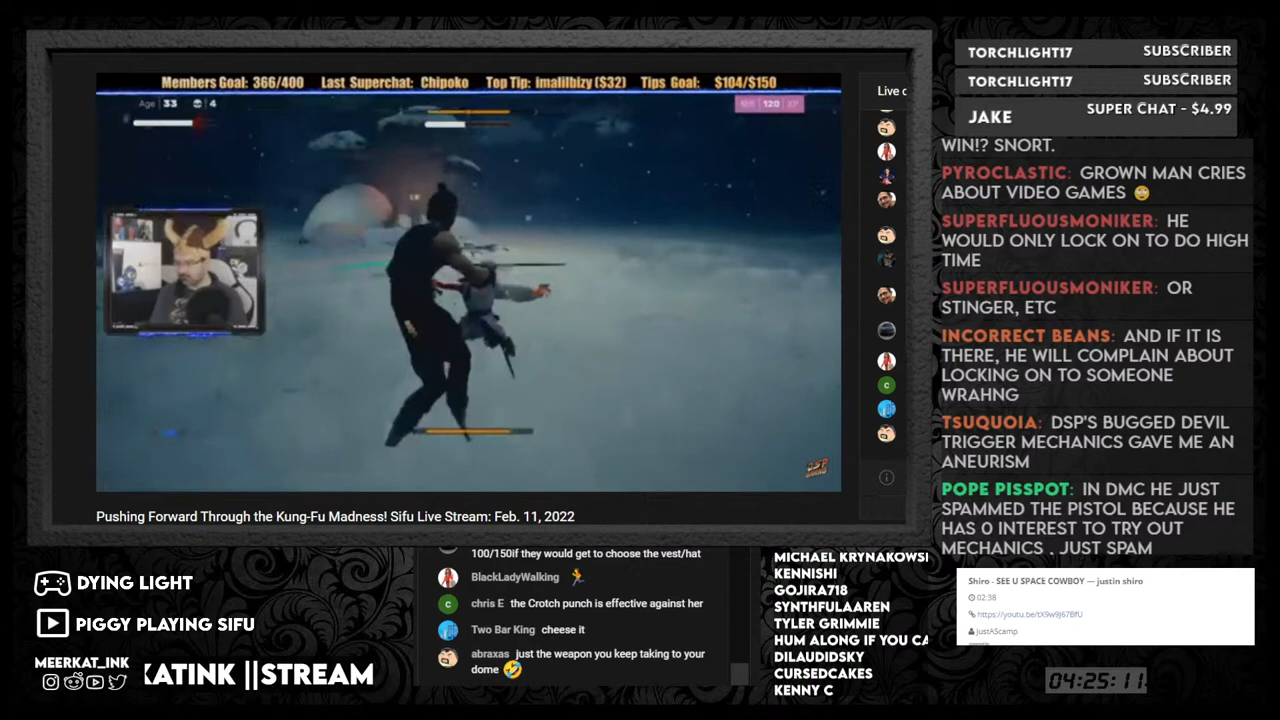 Members Goal: 366/400 Last Superchat: Chipoko Top Tip: imalilbizy ($32) Tips Goal: $104/$150
Age 33 4
120 XP
Live c
DSP
Pushing Forward Through the Kung-Fu Madness! Sifu Live Stream: Feb. 11, 2022
TORCHLIGHT17 SUBSCRIBER
TORCHLIGHT17 SUBSCRIBER
JAKE SUPER CHAT - $4.99
WIN!? SNORT.
PYROCLASTIC: GROWN MAN CRIES
ABOUT VIDEO GAMES
SUPERFLUOUSMONIKER: HE
WOULD ONLY LOCK ON TO DO HIGH
TIME
SUPERFLUOUSMONIKER: OR
STINGER, ETC
INCORRECT BEANS: AND IF IT IS
THERE, HE WILL COMPLAIN ABOUT
LOCKING ON TO SOMEONE
WRAHNG
TSUQUOIA: DSP'S BUGGED DEVIL
TRIGGER MECHANICS GAVE ME AN
ANEURISM
POPE PISSPOT: IN DMC HE JUST
SPAMMED THE PISTOL BECAUSE HE
HAS 0 INTEREST TO TRY OUT
MECHANICS , JUST SPAM
DYING LIGHT
PIGGY PLAYING SIFU
MEERKAT_INK
KATINK ||STREAM
100/150if they would get to choose the vest/hat
BlackLadyWalking
chris E the Crotch punch is effective against her
Two Bar King cheese it
abraxas just the weapon you keep taking to your
dome
MICHAEL KRYNAKOWSI
KENNISHI
GOJIRA718
SYNTHFULAAREN
TYLER GRIMMIE
HUM ALONG IF YOU CA
DILAUDIDSKY
CURSEDCAKES
KENNY C
Shiro - SEE U SPACE COWBOY — justin shiro
02:38
https://youtu.be/tX9w9J67BfU
JustAScamp
04:25:11